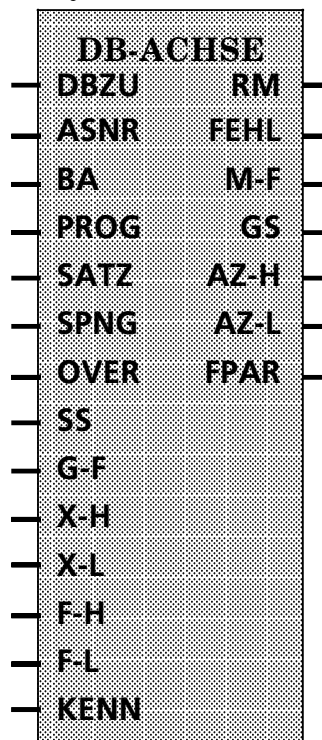 DB-ACHSE
DBZU RM
ASNR FEHL
BA M-F
PROG GS
SATZ AZ-H
SPNG AZ-L
OVER FPAR
SS
G-F
X-H
X-L
F-H
F-L
KENN